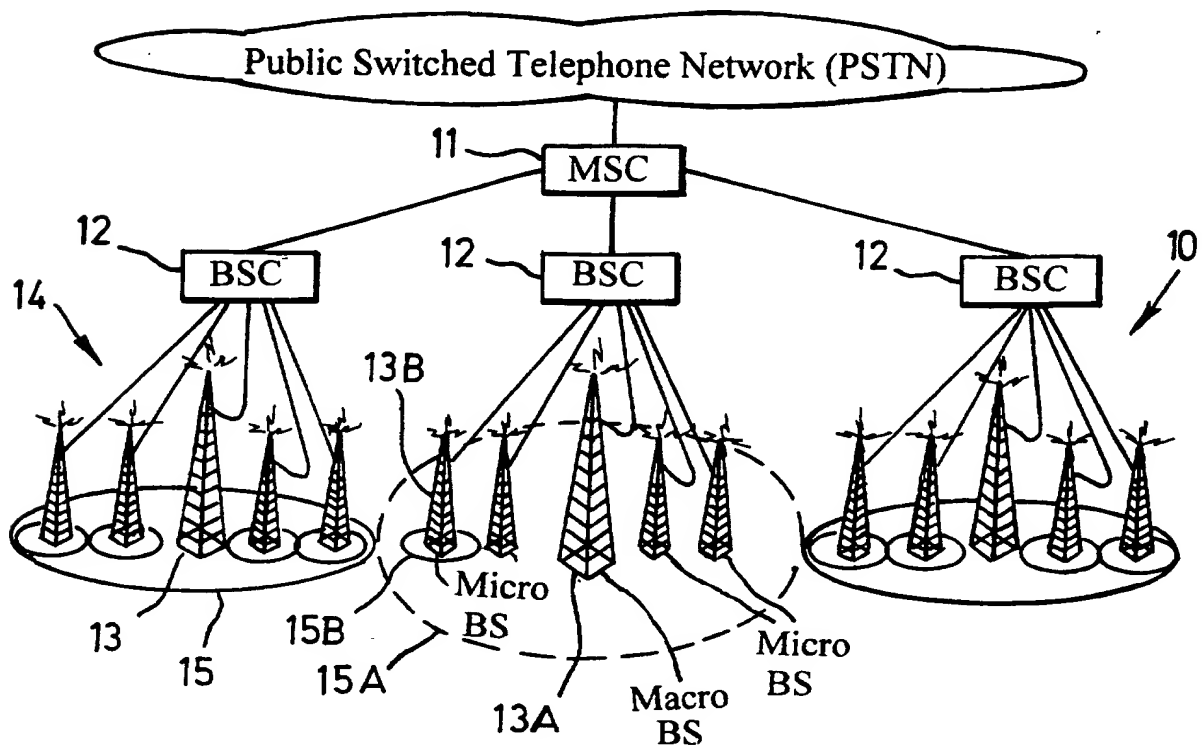 Public Switched Telephone Network (PSTN)
11
MSC
12
BSC
12
BSC
12
BSC
10
14
13B
13
15
15B
15A
Micro
BS
13A
Macro
BS
Micro
BS